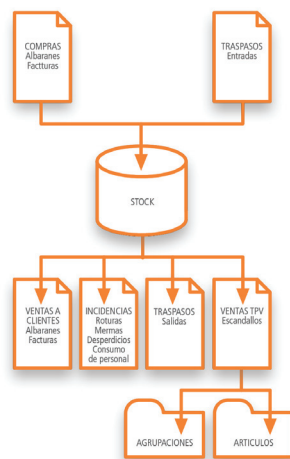 COMPRAS
Albaranes
Factturas
TRASPASOS
Entradas
STOCK
VENTAS A
CLIENTES
Albaranes
Facturas
INCIDENCIAS
Roturas
Mermas
Desperdicios
Consumo
de personal
TRASPASOS
Salidas
VENTAS TPV
Escandallos
AGRUPACIONES
ARTICULOS